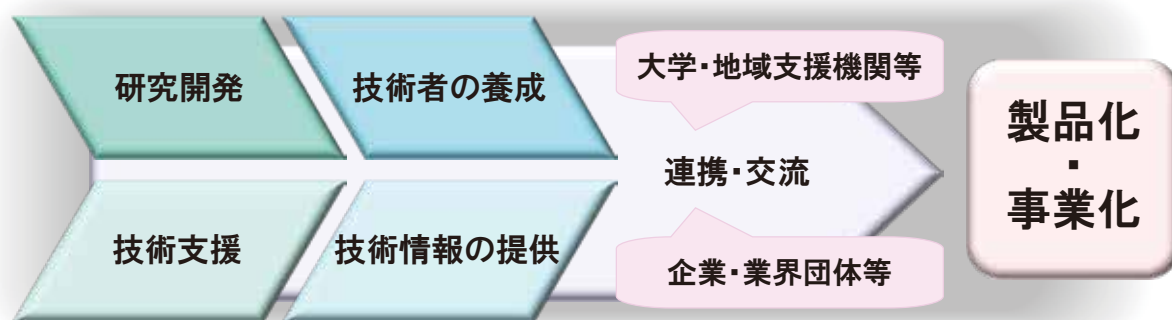 研究開発
技術者の養成
技術支援
技術情報の提供
大学・地域支援機関等
連携・交流
企業・業界団体等
製品化
・
事業化